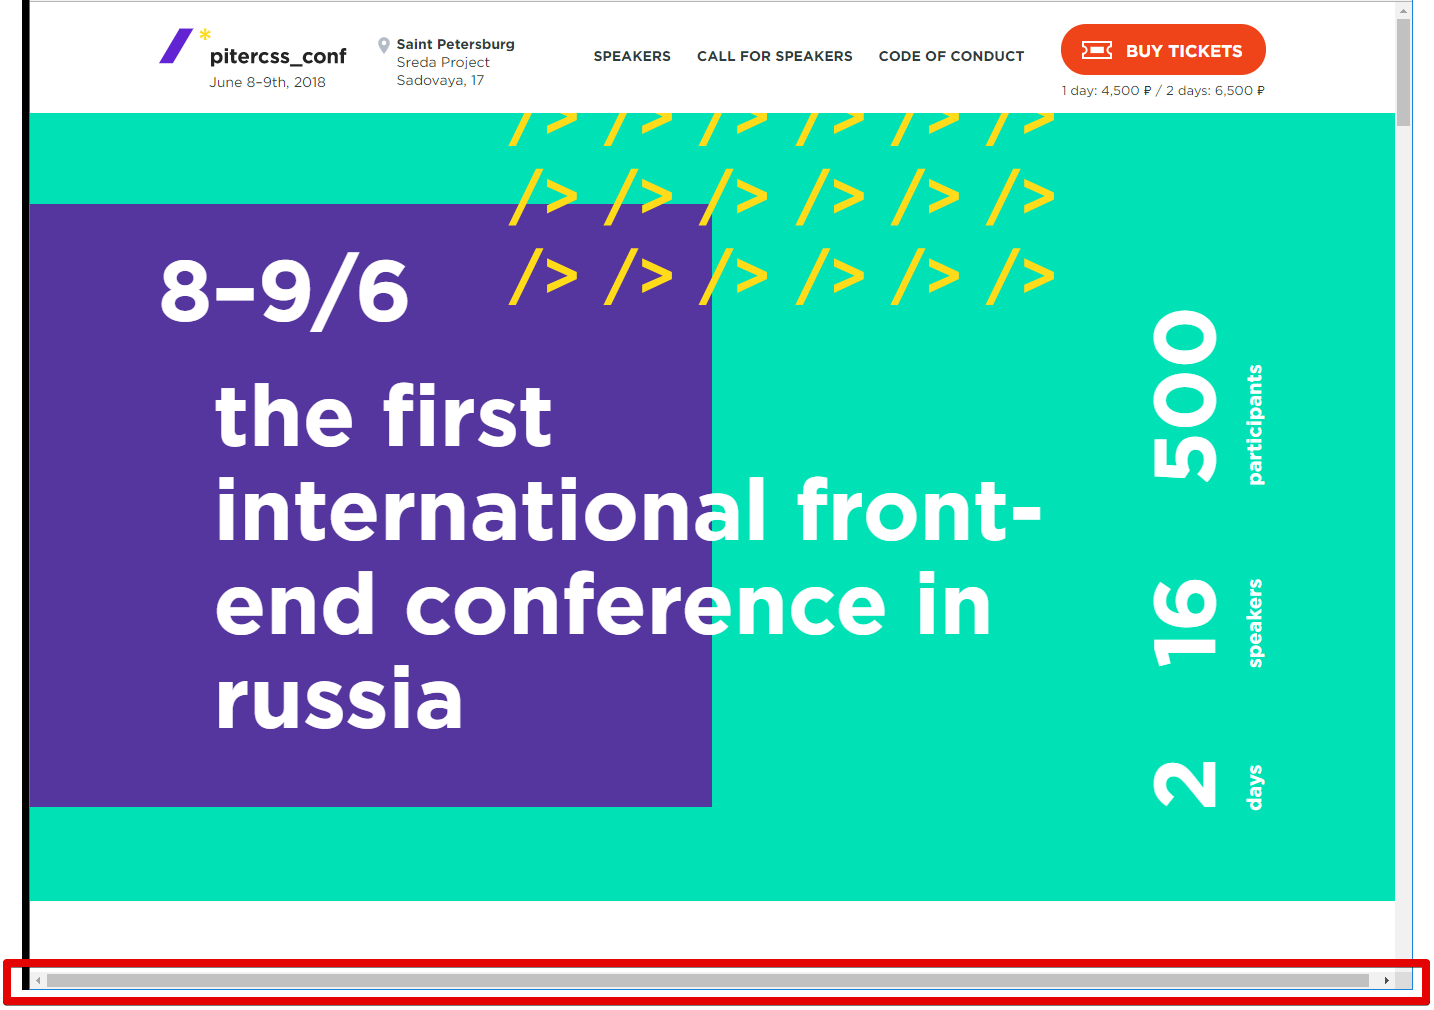 /*
pitercss_conf
June 8–9th, 2018
Saint Petersburg
Sreda Project
Sadovaya, 17
SPEAKERS
CALL FOR SPEAKERS
CODE OF CONDUCT
BUY TICKETS
1 day: 4,500 ₽ / 2 days: 6,500 ₽
/> /> /> /> /> />
/> /> /> /> /> />
/> /> /> /> /> />
8–9/6
the first
international front-
end conference in
russia
500
participants
16
speakers
2
days